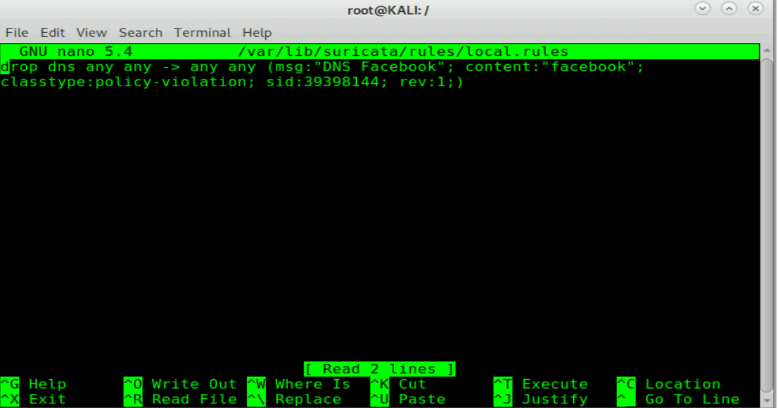 root@KALI: /
File Edit View Search Terminal Help
GNU nano 5.4 /var/lib/suricata/rules/local.rules
drop dns any any -> any any (msg:"DNS Facebook"; content:"facebook";
classtype:policy-violation; sid:39398144; rev:1;)
[ Read 2 lines ]
^G Help ^O Write Out ^W Where Is ^K Cut ^T Execute ^C Location
^X Exit ^R Read File ^\ Replace ^U Paste ^J Justify ^_ Go To Line